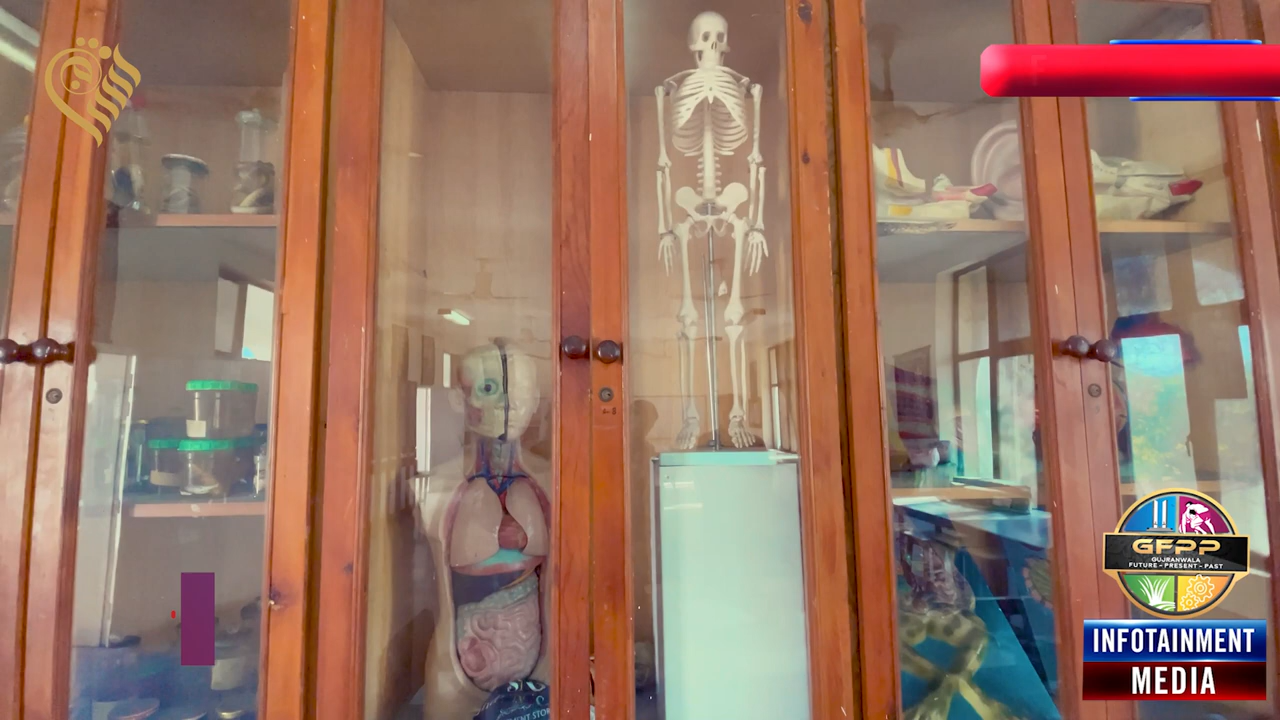 GFPP
GUJRANWALA
FUTURE - PRESENT - PAST
INFOTAINMENT
MEDIA